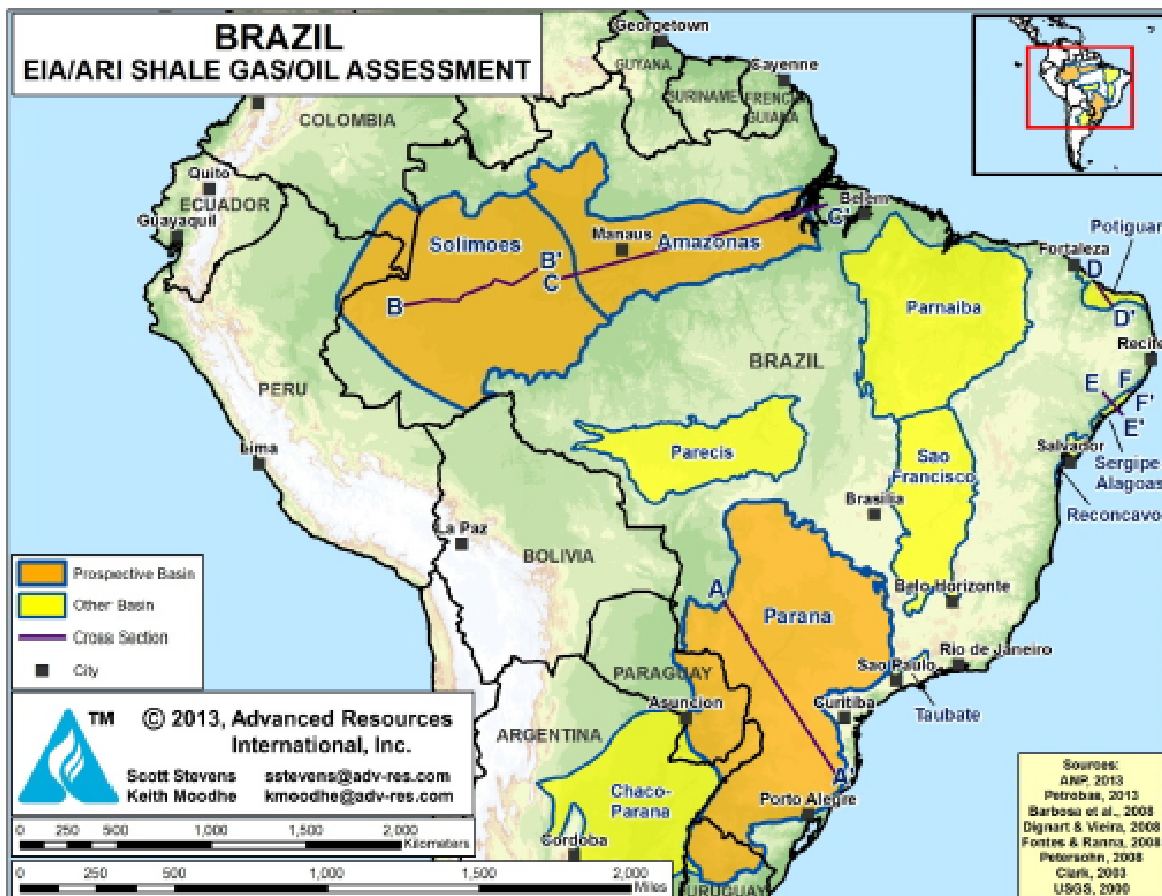 BRAZIL
EIA/ARI SHALE GAS/OIL ASSESSMENT
Georgetown
GUYANA
Cayenne
SURINAME
FRENCH
GUIANA
COLOMBIA
Quito
ECUADOR
Guayaquil
Solimoes
Manaus
Amazonas
Belem
C'
B'
C
B
Potiguar
Fortaleza
D
D'
Parnaiba
Recife
BRAZIL
PERU
E
F
F'
E'
Lima
Parecis
Sao
Francisco
Salvador
Sergipe
Alagoas
Brasilia
Reconcavo
La Paz
BOLIVIA
Belo Horizonte
A
Parana
Rio de Janeiro
Sao Paulo
PARAGUAY
Asuncion
Curitiba
Taubate
ARGENTINA
A'
Chaco-
Parana
Porto Alegre
Cordoba
URUGUAY
Prospective Basin
Other Basin
Cross Section
City
TM
© 2013, Advanced Resources
International, Inc.
Scott Stevens sstevens@adv-res.com
Keith Moodhe kmoodhe@adv-res.com
0 250 500 1,000 1,500 2,000
Kilometers
0 250 500 1,000 1,500 2,000
Miles
Sources:
ANP, 2013
Petrobas, 2013
Barbosa et al., 2008
Dignart & Vieira, 2008
Fontes & Ranna, 2008
Petersohn, 2008
Clark, 2003
USGS, 2000